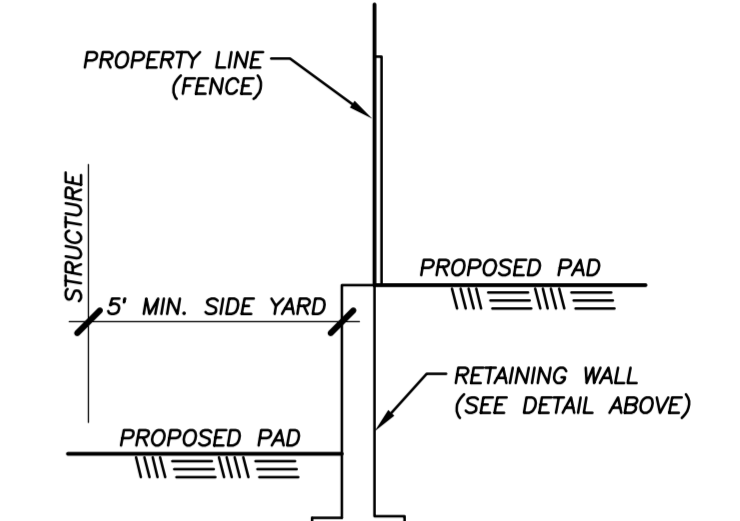 PROPERTY LINE
(FENCE)
STRUCTURE
PROPOSED PAD
5' MIN. SIDE YARD
RETAINING WALL
(SEE DETAIL ABOVE)
PROPOSED PAD